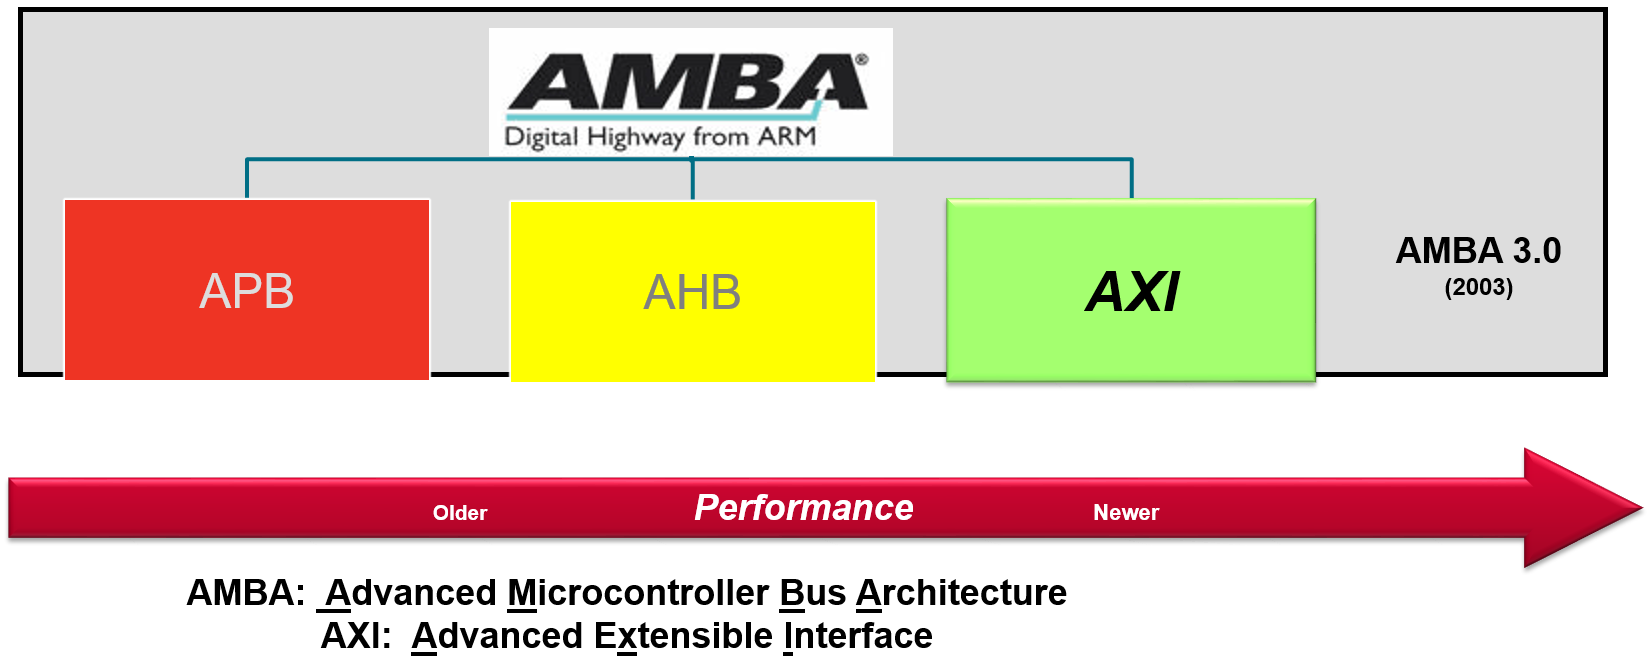 AMBA®
Digital Highway from ARM
APB
AHB
AXI
AMBA 3.0
(2003)
Older Performance Newer
AMBA: Advanced Microcontroller Bus Architecture
AXI: Advanced Extensible Interface